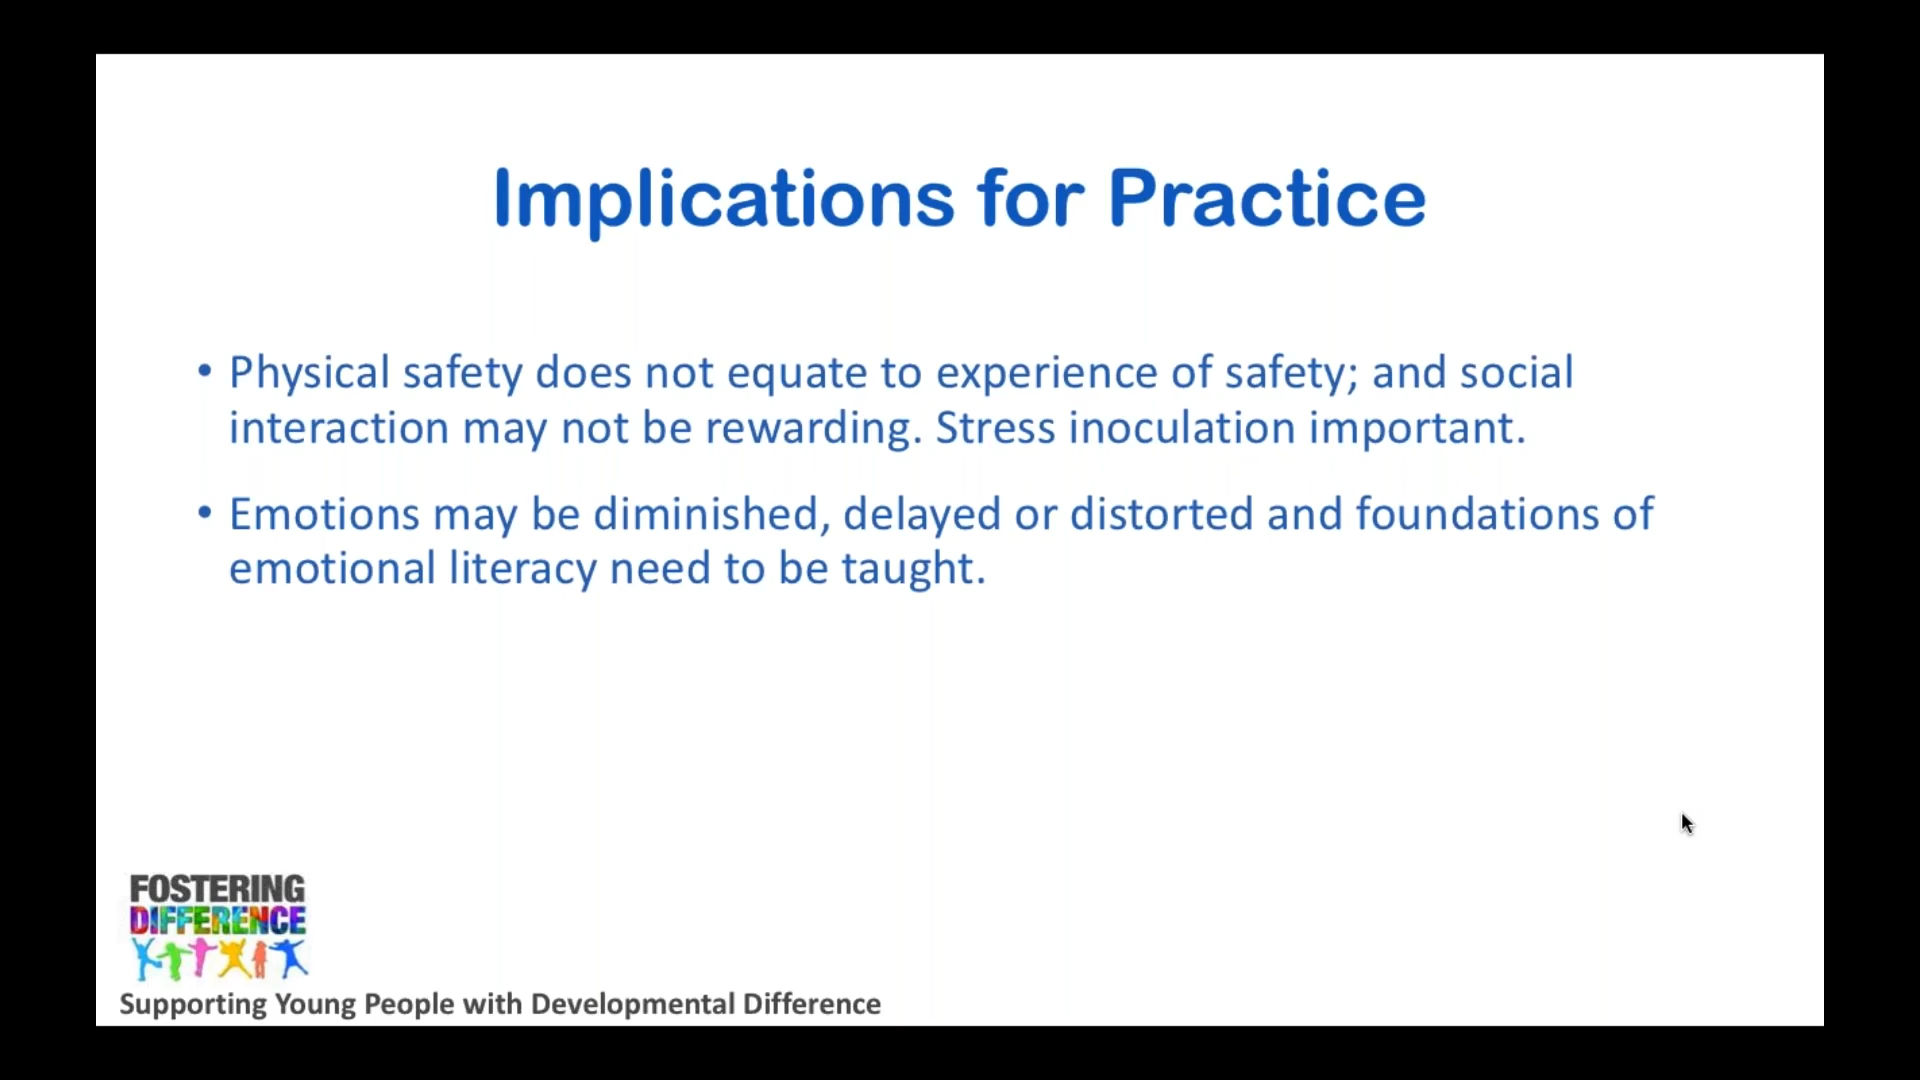 Implications for Practice
• Physical safety does not equate to experience of safety; and social
interaction may not be rewarding. Stress inoculation important.
• Emotions may be diminished, delayed or distorted and foundations of
emotional literacy need to be taught.
FOSTERING
DIFFERENCE
Supporting Young People with Developmental Difference